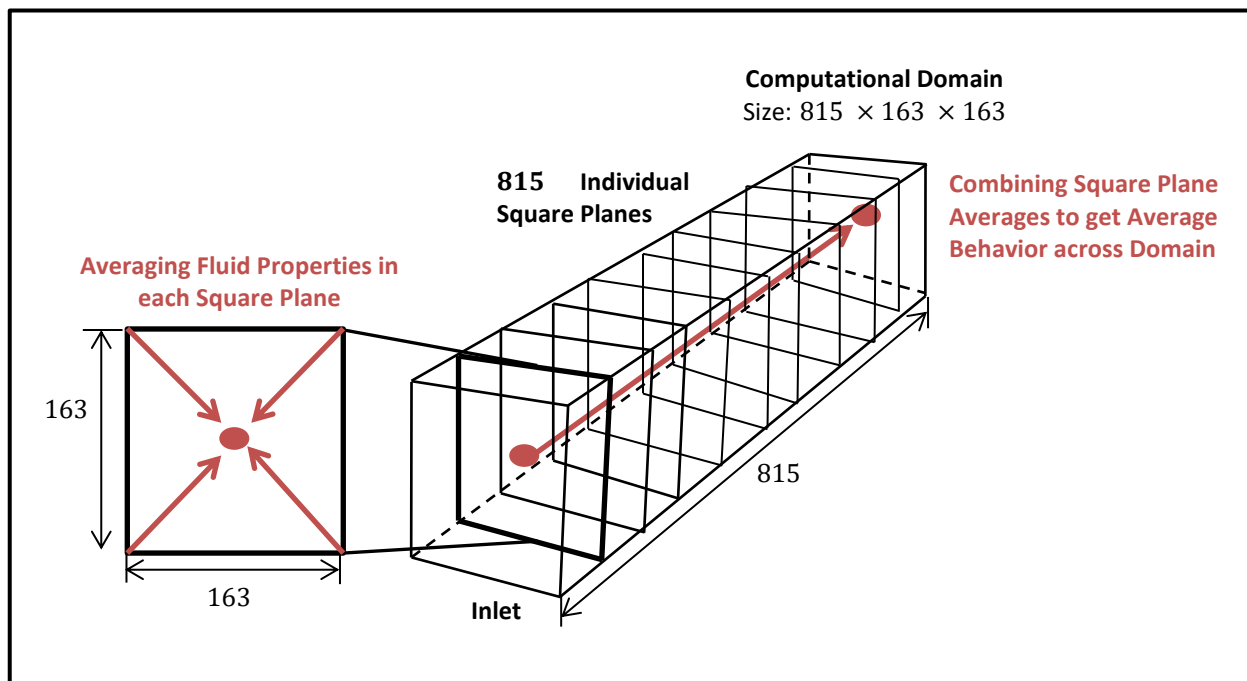 Computational Domain
Size: 815 × 163 × 163
815 Individual
Square Planes
Combining Square Plane
Averages to get Average
Behavior across Domain
Averaging Fluid Properties in
each Square Plane
163
163
815
Inlet